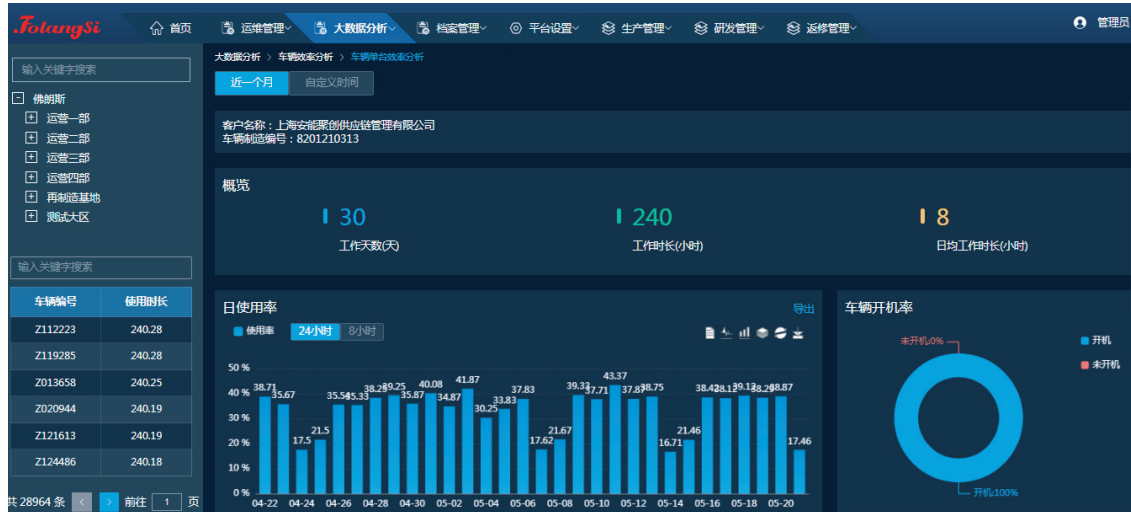 FolangSi
首页
运维管理
大数据分析
档案管理
平台设置
生产管理
研发管理
返修管理
管理员
输入关键字搜索
佛朗斯
运营一部
运营二部
运营三部
运营四部
再制造基地
测试大区
输入关键字搜索
车辆编号 使用时长
Z112223 240.28
Z119285 240.28
Z013658 240.25
Z020944 240.19
Z121613 240.19
Z124486 240.18
共 28964 条 < > 前往 1 页
大数据分析 > 车辆效率分析 > 车辆单台效率分析
近一个月 自定义时间
客户名称：上海安能聚创供应链管理有限公司
车辆制造编号：8201210313
概览
30
工作天数(天)
240
工作时长(小时)
8
日均工作时长(小时)
日使用率 导出
使用率 24小时 8小时
50 %
40 %
30 %
20 %
10 %
0 %
38.71 35.67 17.5 21.5 35.54 35.33 38.25 39.25 35.87 40.08 34.87 41.87 30.25 33.83 37.83 17.62 21.67 39.33 37.71 43.37 37.87 38.75 16.71 21.46 38.42 38.12 39.12 38.29 38.87 17.46
04-22 04-24 04-26 04-28 04-30 05-02 05-04 05-06 05-08 05-10 05-12 05-14 05-16 05-18 05-20
车辆开机率
未开机:0%
开机:100%
开机
未开机